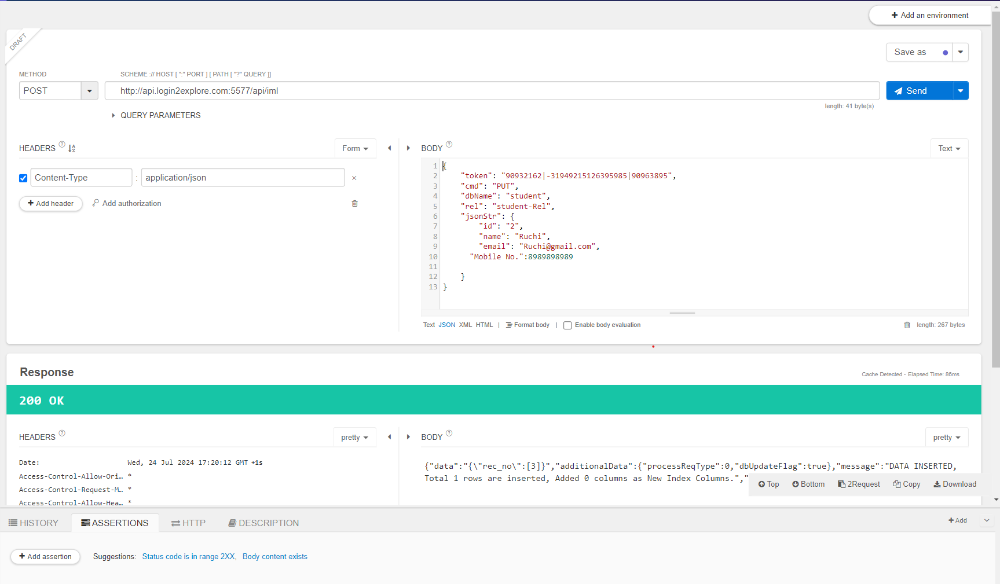 + Add an environment
DRAFT
Save as
METHOD
SCHEME :// HOST [ ":" PORT ] [ PATH [ "?" QUERY ]]
POST
http://api.login2explore.com:5577/api/iml
Send
length: 41 byte(s)
QUERY PARAMETERS
HEADERS ?
Form
BODY ?
Text
Content-Type : application/json ×
+ Add header
Add authorization
1 {
2 "token": "90932162|-31949215126395985|90963895",
3 "cmd": "PUT",
4 "dbName": "student",
5 "rel": "student-Rel",
6 "jsonStr": {
7 "id": "2",
8 "name": "Ruchi",
9 "email": "Ruchi@gmail.com",
10 "Mobile No.":8989898989
11
12 }
13 }
Text JSON XML HTML | Format body | Enable body evaluation
length: 267 bytes
Response
Cache Detected - Elapsed Time: 86ms
200 OK
HEADERS ?
pretty
BODY ?
pretty
Date: Wed, 24 Jul 2024 17:20:12 GMT +1s
Access-Control-Allow-Ori… *
Access-Control-Request-M… *
Access-Control-Allow-Hea… *
{"data":"{\"rec_no\":[3]}","additionalData":{"processReqType":0,"dbUpdateFlag":true},"message":"DATA INSERTED,
Total 1 rows are inserted, Added 0 columns as New Index Columns.","
Top Bottom 2Request Copy Download
HISTORY ASSERTIONS HTTP DESCRIPTION
+ Add
+ Add assertion
Suggestions: Status code is in range 2XX, Body content exists